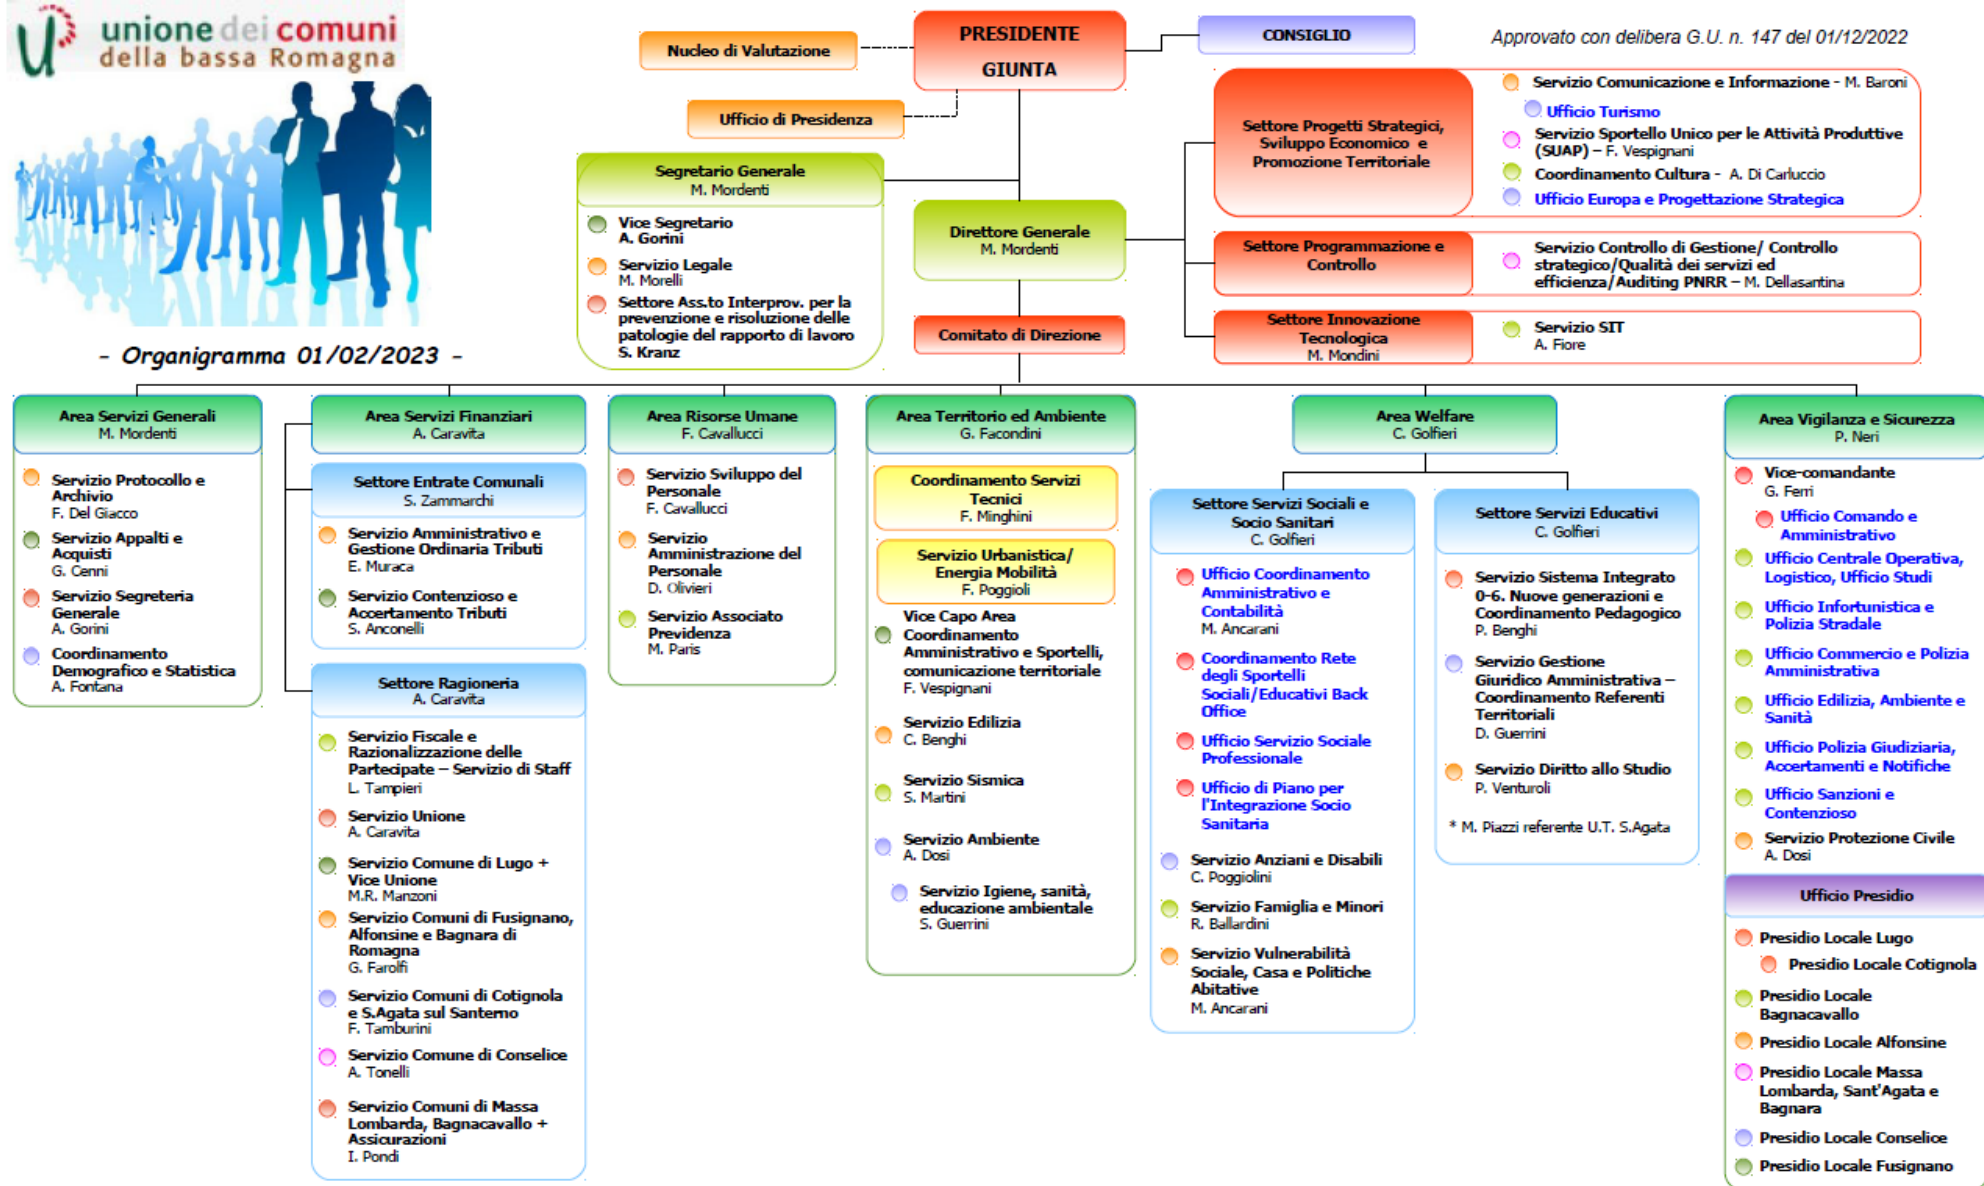 unione dei comuni
della bassa Romagna
- Organigramma 01/02/2023 -
Nucleo di Valutazione
PRESIDENTE
GIUNTA
CONSIGLIO
Approvato con delibera G.U. n. 147 del 01/12/2022
Ufficio di Presidenza
Segretario Generale
M. Mordenti
Vice Segretario
A. Gorini
Servizio Legale
M. Morelli
Settore Ass.to Interprov. per la
prevenzione e risoluzione delle
patologie del rapporto di lavoro
S. Kranz
Direttore Generale
M. Mordenti
Comitato di Direzione
Settore Progetti Strategici,
Sviluppo Economico e
Promozione Territoriale
Servizio Comunicazione e Informazione - M. Baroni
Ufficio Turismo
Servizio Sportello Unico per le Attività Produttive
(SUAP) – F. Vespignani
Coordinamento Cultura - A. Di Carluccio
Ufficio Europa e Progettazione Strategica
Settore Programmazione e
Controllo
Servizio Controllo di Gestione/ Controllo
strategico/Qualità dei servizi ed
efficienza/Auditing PNRR – M. Dellasantina
Settore Innovazione
Tecnologica
M. Mondini
Servizio SIT
A. Fiore
Area Servizi Generali
M. Mordenti
Servizio Protocollo e
Archivio
F. Del Giacco
Servizio Appalti e
Acquisti
G. Cenni
Servizio Segreteria
Generale
A. Gorini
Coordinamento
Demografico e Statistica
A. Fontana
Area Servizi Finanziari
A. Caravita
Settore Entrate Comunali
S. Zammarchi
Servizio Amministrativo e
Gestione Ordinaria Tributi
E. Muraca
Servizio Contenzioso e
Accertamento Tributi
S. Anconelli
Settore Ragioneria
A. Caravita
Servizio Fiscale e
Razionalizzazione delle
Partecipate – Servizio di Staff
L. Tampieri
Servizio Unione
A. Caravita
Servizio Comune di Lugo +
Vice Unione
M.R. Manzoni
Servizio Comuni di Fusignano,
Alfonsine e Bagnara di
Romagna
G. Farolfi
Servizio Comuni di Cotignola
e S.Agata sul Santerno
F. Tamburini
Servizio Comune di Conselice
A. Tonelli
Servizio Comuni di Massa
Lombarda, Bagnacavallo +
Assicurazioni
I. Pondi
Area Risorse Umane
F. Cavallucci
Servizio Sviluppo del
Personale
F. Cavallucci
Servizio
Amministrazione del
Personale
D. Olivieri
Servizio Associato
Previdenza
M. Paris
Area Territorio ed Ambiente
G. Facondini
Coordinamento Servizi
Tecnici
F. Minghini
Servizio Urbanistica/
Energia Mobilità
F. Poggioli
Vice Capo Area
Coordinamento
Amministrativo e Sportelli,
comunicazione territoriale
F. Vespignani
Servizio Edilizia
C. Benghi
Servizio Sismica
S. Martini
Servizio Ambiente
A. Dosi
Servizio Igiene, sanità,
educazione ambientale
S. Guerrini
Area Welfare
C. Golfieri
Settore Servizi Sociali e
Socio Sanitari
C. Golfieri
Ufficio Coordinamento
Amministrativo e
Contabilità
M. Ancarani
Coordinamento Rete
degli Sportelli
Sociali/Educativi Back
Office
Ufficio Servizio Sociale
Professionale
Ufficio di Piano per
l'Integrazione Socio
Sanitaria
Servizio Anziani e Disabili
C. Poggiolini
Servizio Famiglia e Minori
R. Ballardini
Servizio Vulnerabilità
Sociale, Casa e Politiche
Abitative
M. Ancarani
Settore Servizi Educativi
C. Golfieri
Servizio Sistema Integrato
0-6. Nuove generazioni e
Coordinamento Pedagogico
P. Benghi
Servizio Gestione
Giuridico Amministrativa –
Coordinamento Referenti
Territoriali
D. Guerrini
Servizio Diritto allo Studio
P. Venturoli
* M. Piazzi referente U.T. S.Agata
Area Vigilanza e Sicurezza
P. Neri
Vice-comandante
G. Ferri
Ufficio Comando e
Amministrativo
Ufficio Centrale Operativa,
Logistico, Ufficio Studi
Ufficio Infortunistica e
Polizia Stradale
Ufficio Commercio e Polizia
Amministrativa
Ufficio Edilizia, Ambiente e
Sanità
Ufficio Polizia Giudiziaria,
Accertamenti e Notifiche
Ufficio Sanzioni e
Contenzioso
Servizio Protezione Civile
A. Dosi
Ufficio Presidio
Presidio Locale Lugo
Presidio Locale Cotignola
Presidio Locale
Bagnacavallo
Presidio Locale Alfonsine
Presidio Locale Massa
Lombarda, Sant'Agata e
Bagnara
Presidio Locale Conselice
Presidio Locale Fusignano